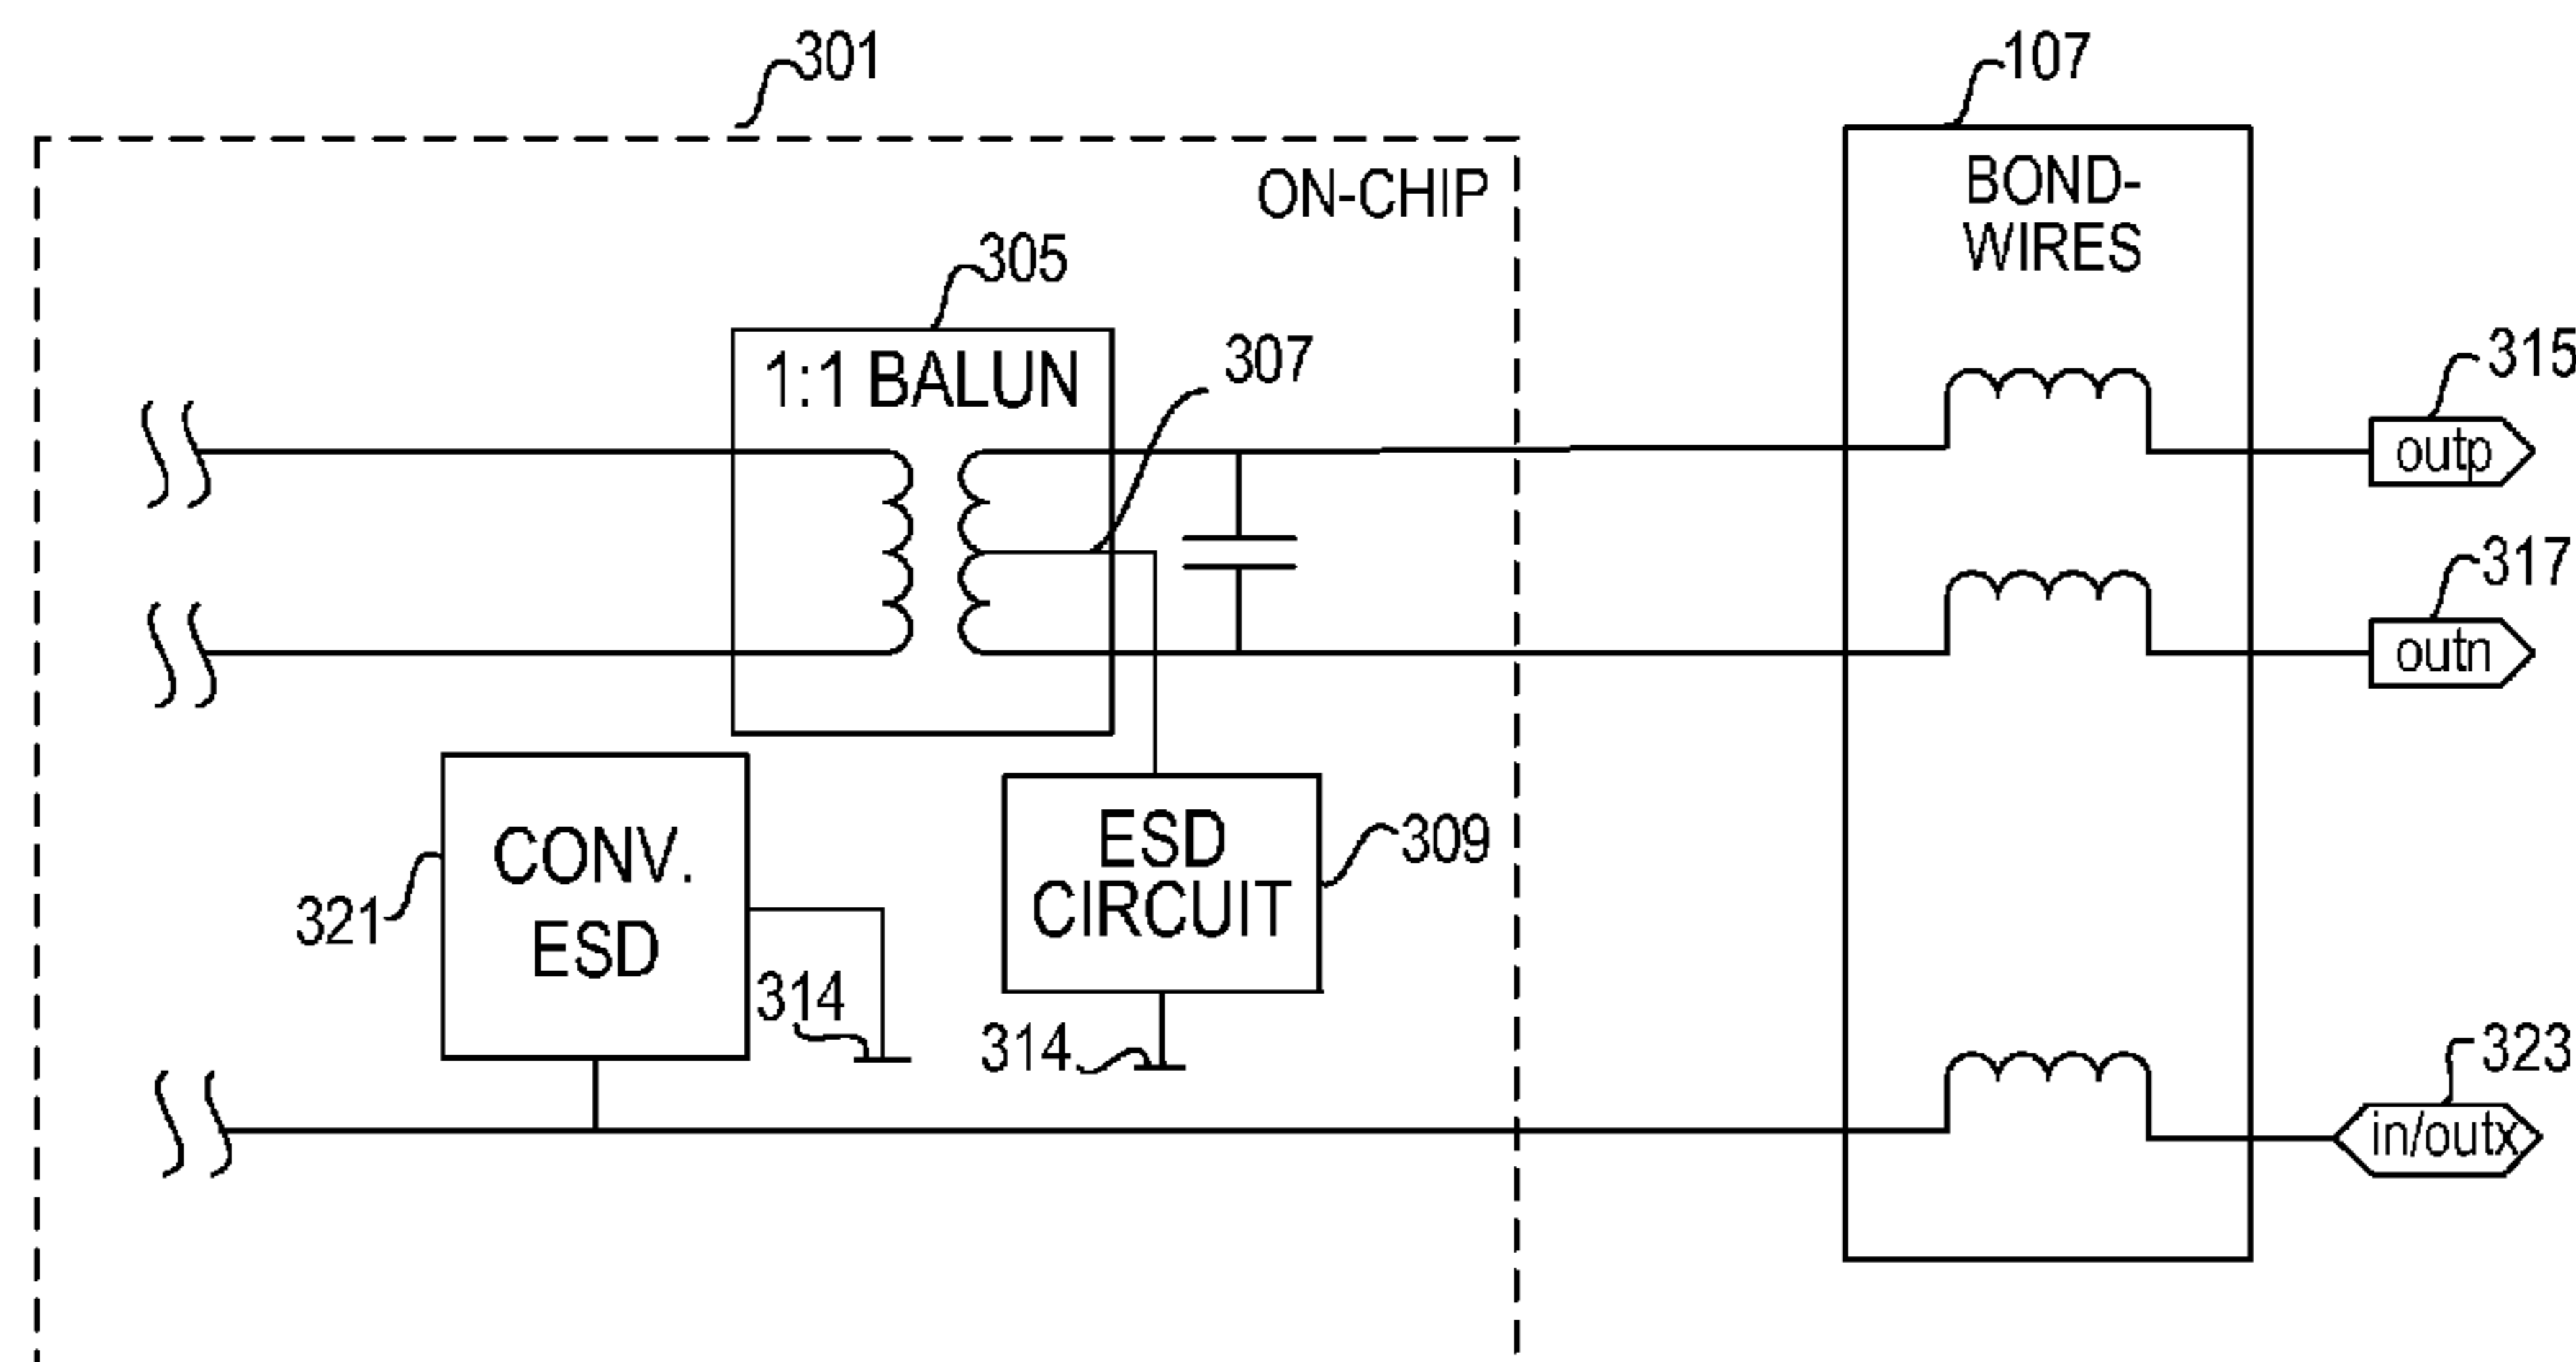 301
107
ON-CHIP
BOND-
WIRES
305
307
1:1 BALUN
315
outp
317
outn
CONV.
ESD
321
ESD
CIRCUIT
309
314
314
323
in/outx